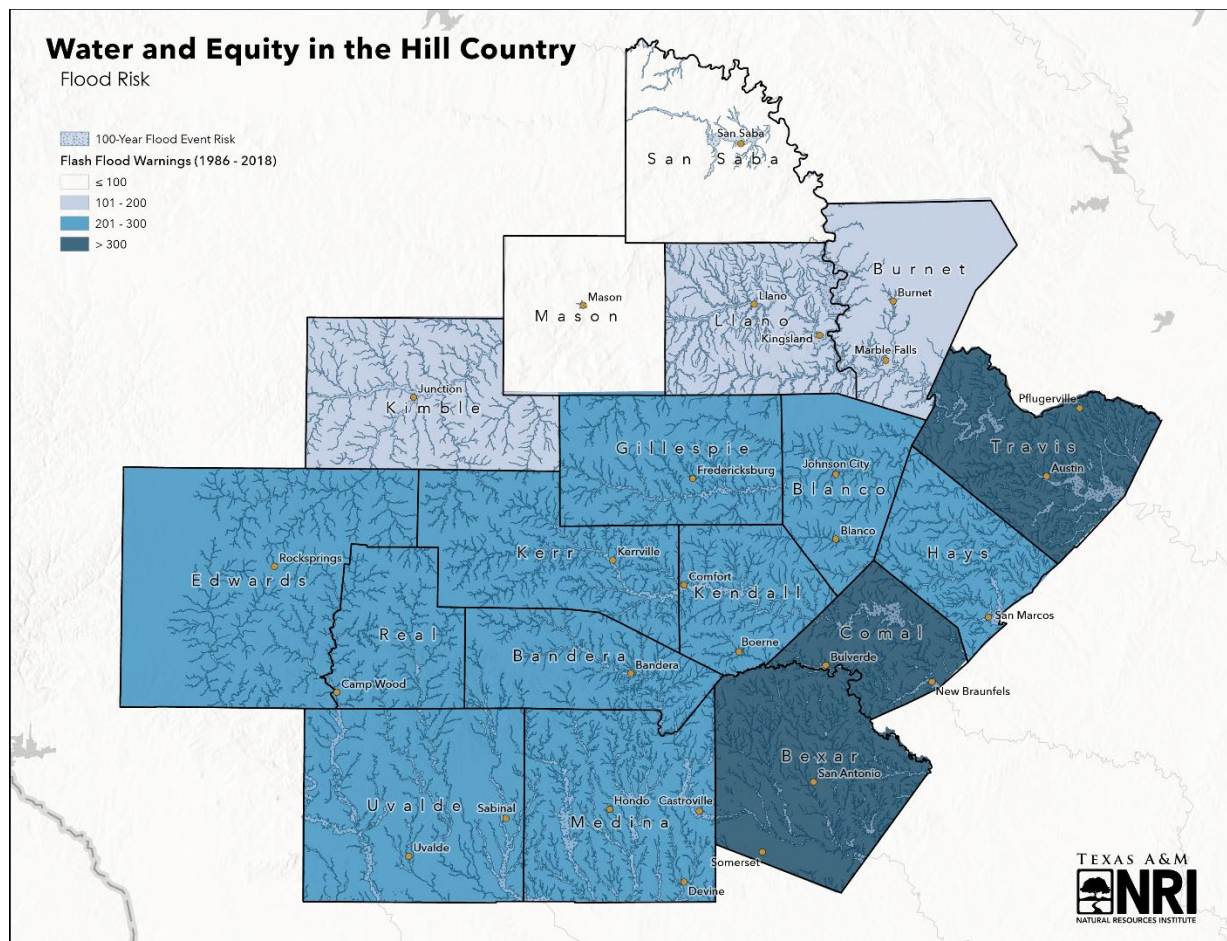 Water and Equity in the Hill Country
Flood Risk
100-Year Flood Event Risk
Flash Flood Warnings (1986 - 2018)
≤ 100
101 - 200
201 - 300
> 300
San Saba
San Saba
Burnet
Burnet
Mason
Mason
Llano
Llano
Kingsland
Marble Falls
Junction
Kimble
Pflugerville
Travis
Austin
Gillespie
Fredericksburg
Johnson City
Blanco
Blanco
Hays
San Marcos
Rocksprings
Edwards
Kerr
Kerrville
Comfort
Kendall
Boerne
Real
Camp Wood
Bandera
Bandera
Comal
Bulverde
New Braunfels
Bexar
San Antonio
Somerset
Uvalde
Uvalde
Sabinal
Hondo
Castroville
Medina
Devine
TEXAS A&M
NRI
NATURAL RESOURCES INSTITUTE